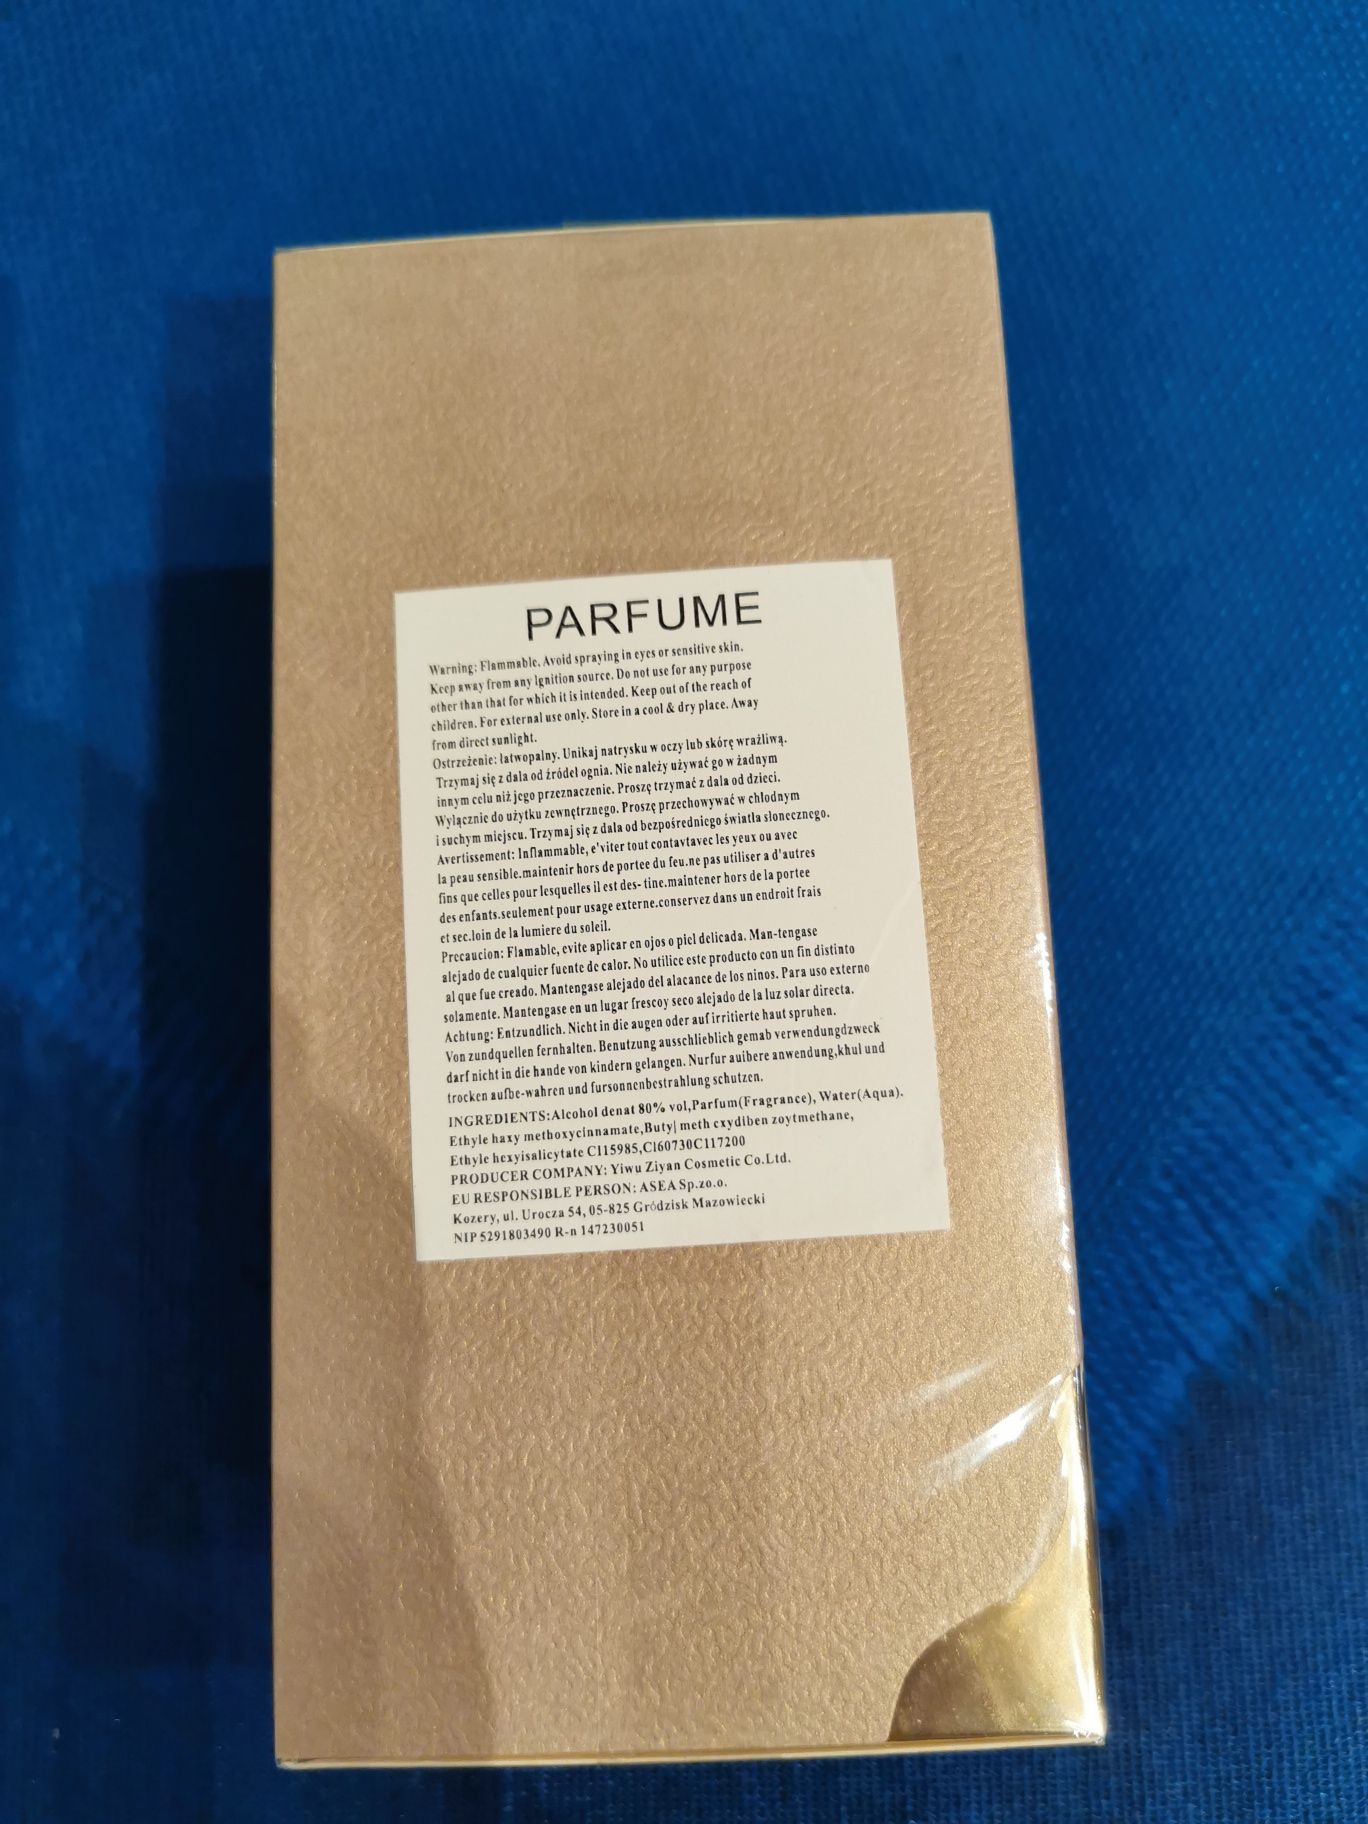 PARFUME
Warning: Flammable. Avoid spraying in eyes or sensitive skin.
Keep away from any Ignition source. Do not use for any purpose
other than that for which it is intended. Keep out of the reach of
children. For external use only. Store in a cool & dry place. Away
from direct sunlight.
Ostrzeżenie: łatwopalny. Unikaj natrysku w oczy lub skórę wrażliwą.
Trzymaj się z dala od źródeł ognia. Nie należy używać go w żadnym
innym celu niż jego przeznaczenie. Proszę trzymać z dala od dzieci.
Wyłącznie do użytku zewnętrznego. Proszę przechowywać w chłodnym
i suchym miejscu. Trzymaj się z dala od bezpośredniego światła słonecznego.
Avertissement: Inflammable, e'viter tout contavtavec les yeux ou avec
la peau sensible.maintenir hors de portee du feu.ne pas utiliser a d'autres
fins que celles pour lesquelles il est des- tine.maintener hors de la portee
des enfants.seulement pour usage externe.conservez dans un endroit frais
et sec.loin de la lumiere du soleil.
Precaucion: Flamable, evite aplicar en ojos o piel delicada. Man-tengase
alejado de cualquier fuente de calor. No utilice este producto con un fin distinto
al que fue creado. Mantengase alejado del alacance de los ninos. Para uso externo
solamente. Mantengase en un lugar frescoy seco alejado de la luz solar directa.
Achtung: Entzundlich. Nicht in die augen oder auf irritierte haut spruhen.
Von zundquellen fernhalten. Benutzung ausschlieblich gemab verwendungdzweck
darf nicht in die hande von kindern gelangen. Nurfur auibere anwendung,khul und
trocken aufbe-wahren und fursonnenbestrahlung schutzen.
INGREDIENTS:Alcohol denat 80% vol,Parfum(Fragrance), Water(Aqua).
Ethyle haxy methoxycinnamate,Buty| meth cxydiben zoytmethane,
Ethyle hexyisalicytate C115985,Cl60730C117200
PRODUCER COMPANY: Yiwu Ziyan Cosmetic Co.Ltd.
EU RESPONSIBLE PERSON: ASEA Sp.zo.o.
Kozery, ul. Urocza 54, 05-825 Gródzisk Mazowiecki
NIP 5291803490 R-n 147230051